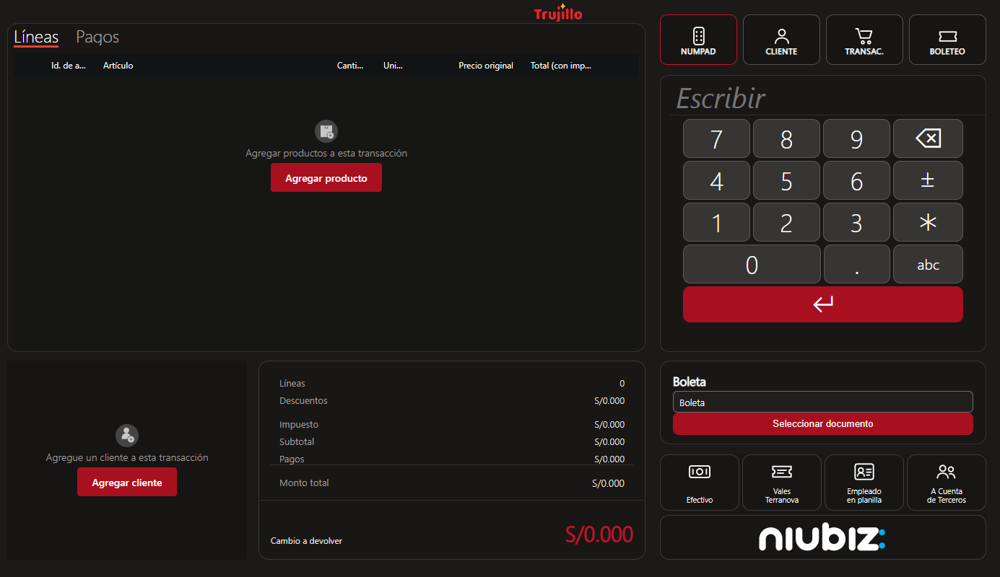 Trujillo
Líneas Pagos
Id. de a... Artículo Canti... Uni... Precio original Total (con imp...
Agregar productos a esta transacción
Agregar producto
Agregue un cliente a esta transacción
Agregar cliente
Líneas 0
Descuentos S/0.000
Impuesto S/0.000
Subtotal S/0.000
Pagos S/0.000
Monto total S/0.000
Cambio a devolver S/0.000
NUMPAD CLIENTE TRANSAC. BOLETEO
Escribir
7 8 9
4 5 6 ±
1 2 3 *
0 . abc
Boleta
Boleta
Seleccionar documento
Efectivo
Vales
Terranova
Empleado
en planilla
A Cuenta
de Terceros
niubiz: